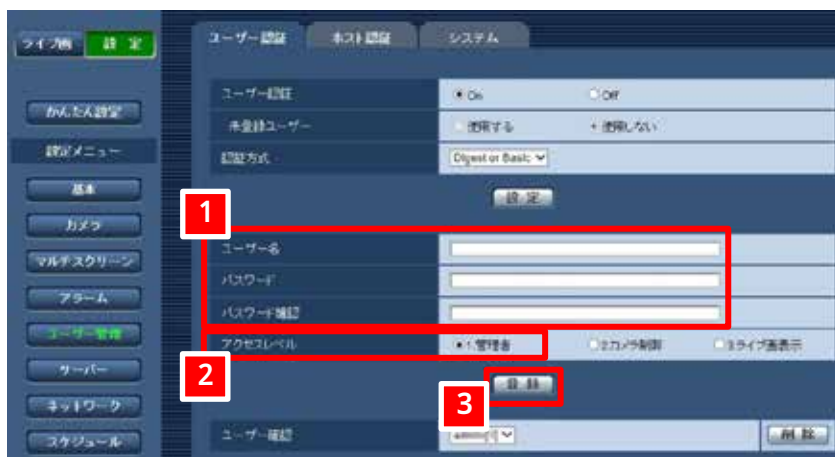 ライブ画 設定
ユーザー認証 ホスト認証 システム
かんたん設定
設定メニュー
基本
カメラ
マルチスクリーン
アラーム
ユーザー管理
サーバー
ネットワーク
スケジュール
ユーザー認証 On Off
未登録ユーザー 使用する 使用しない
認証方式 Digest or Basic
設定
1
ユーザー名
パスワード
パスワード確認
2
アクセスレベル 1.管理者 2.カメラ制御 3.ライブ画表示
3
登録
ユーザー確認 削除